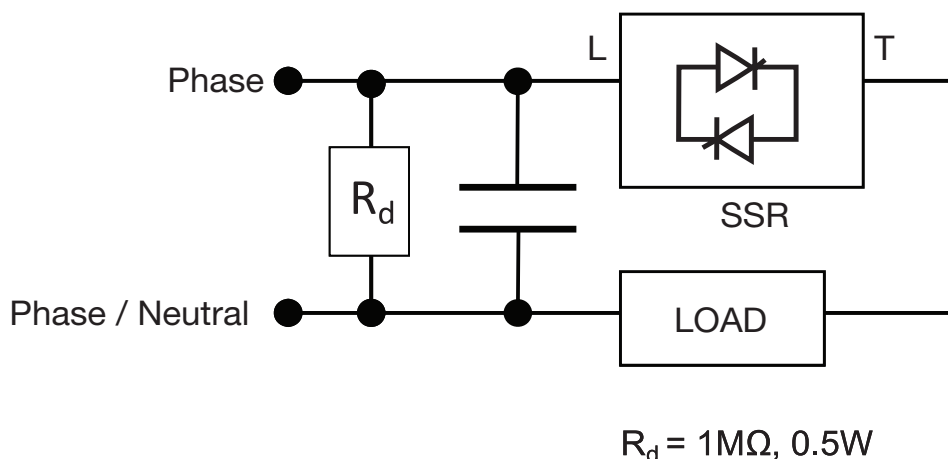 L
T
Phase
R_d
SSR
Phase / Neutral
LOAD
R_d = 1MΩ, 0.5W